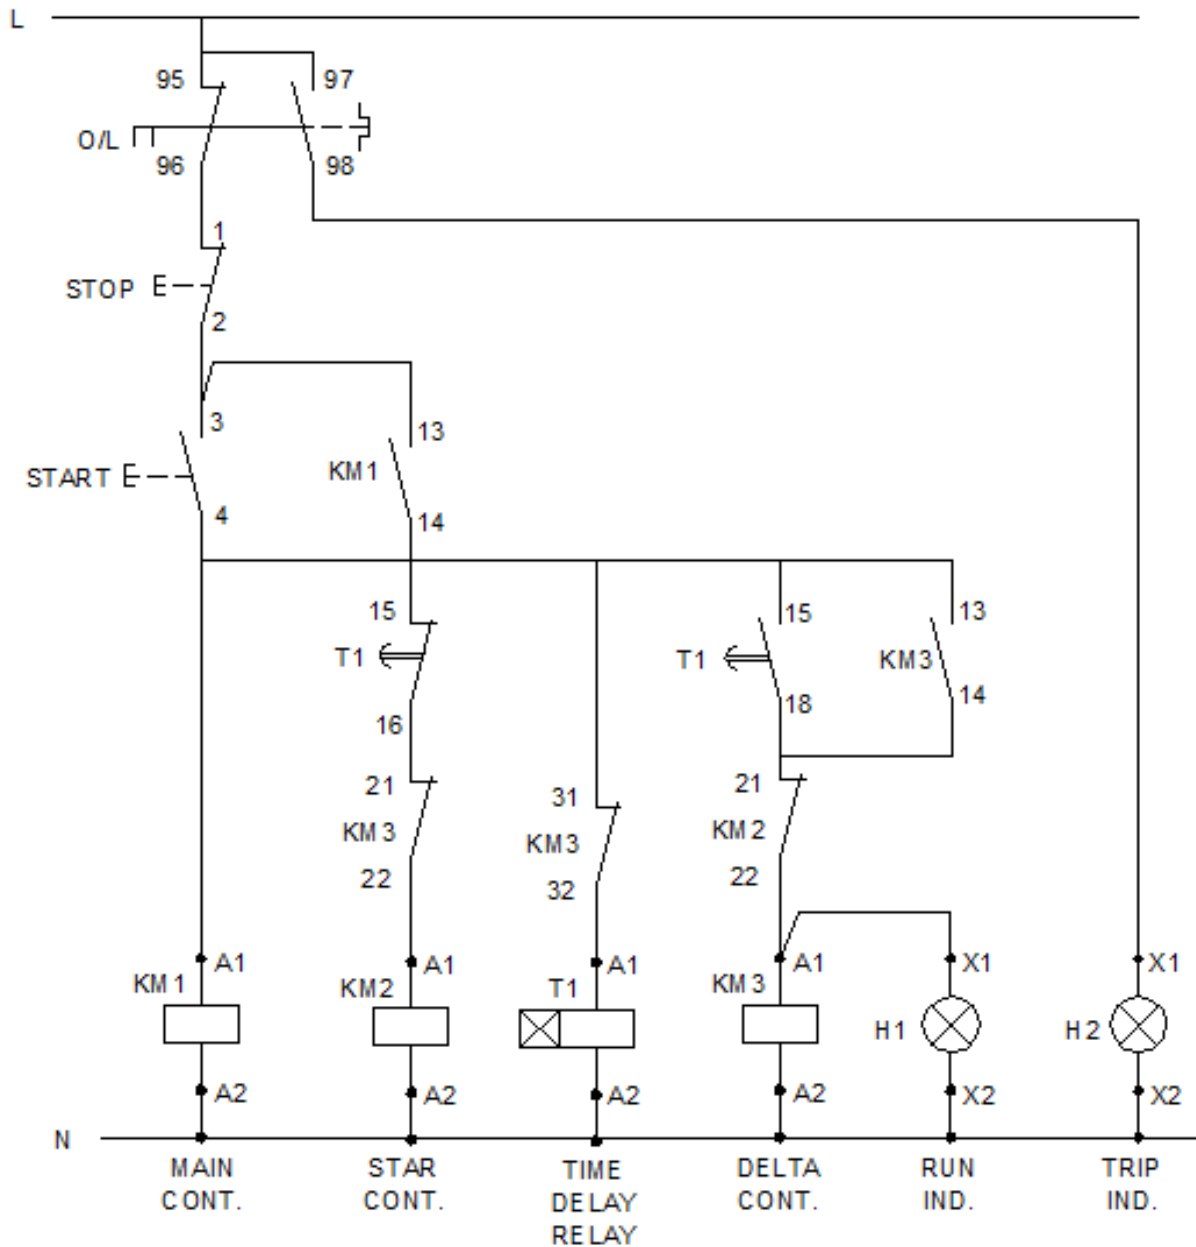 L
95
97
O/L
96
98
1
STOP
2
3
13
START
KM1
4
14
15
15
13
T1
T1
KM3
16
18
14
21
31
21
KM3
KM3
KM2
22
32
22
A1
A1
A1
A1
X1
X1
KM1
KM2
T1
KM3
H1
H2
A2
A2
A2
A2
X2
X2
N
MAIN
CONT.
STAR
CONT.
TIME
DELAY
RELAY
DELTA
CONT.
RUN
IND.
TRIP
IND.